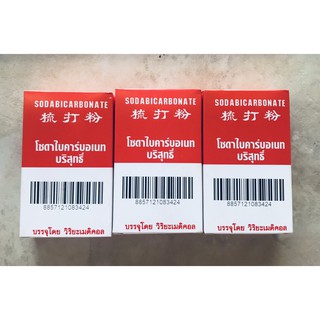 SODABICARBONATE
梳打粉
โซดาไบคาร์บอเนท
บริสุทธิ์
8857121083424
บรรจุโดย วิริยะเมดิคอล
SODABICARBONATE
梳打粉
โซดาไบคาร์บอเนท
บริสุทธิ์
8857121083424
บรรจุโดย วิริยะเมดิคอล
SODABICARBONATE
梳打粉
โซดาไบคาร์บอเนท
บริสุทธิ์
8857121083424
บรรจุโดย วิริยะเมดิคอล